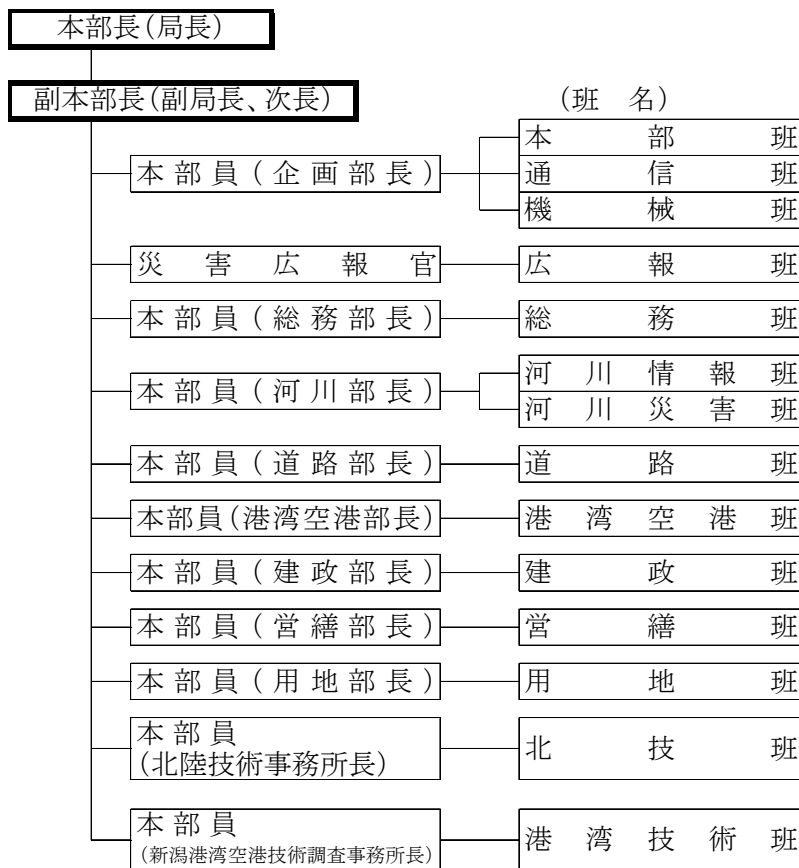 本部長(局長)
副本部長(副局長、次長)
(班 名)
本部員(企画部長)
本部班
通信班
機械班
災害広報官
広報班
本部員(総務部長)
総務班
本部員(河川部長)
河川情報班
河川災害班
本部員(道路部長)
道路班
本部員(港湾空港部長)
港湾空港班
本部員(建政部長)
建政班
本部員(営繕部長)
営繕班
本部員(用地部長)
用地班
本部員
(北陸技術事務所長)
北技班
本部員
(新潟港湾空港技術調査事務所長)
港湾技術班